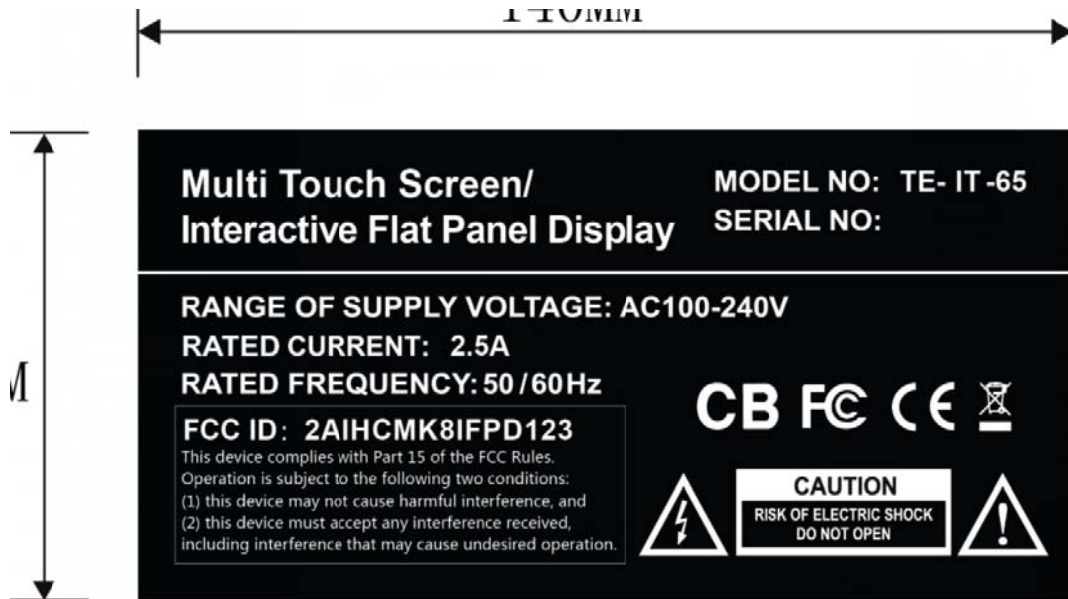 Multi Touch Screen/
Interactive Flat Panel Display
MODEL NO: TE- IT -65
SERIAL NO:
RANGE OF SUPPLY VOLTAGE: AC100-240V
RATED CURRENT: 2.5A
RATED FREQUENCY: 50/60Hz
FCC ID: 2AIHCMK8IFPD123
This device complies with Part 15 of the FCC Rules.
Operation is subject to the following two conditions:
(1) this device may not cause harmful interference, and
(2) this device must accept any interference received,
including interference that may cause undesired operation.
CB FC CE
CAUTION
RISK OF ELECTRIC SHOCK
DO NOT OPEN